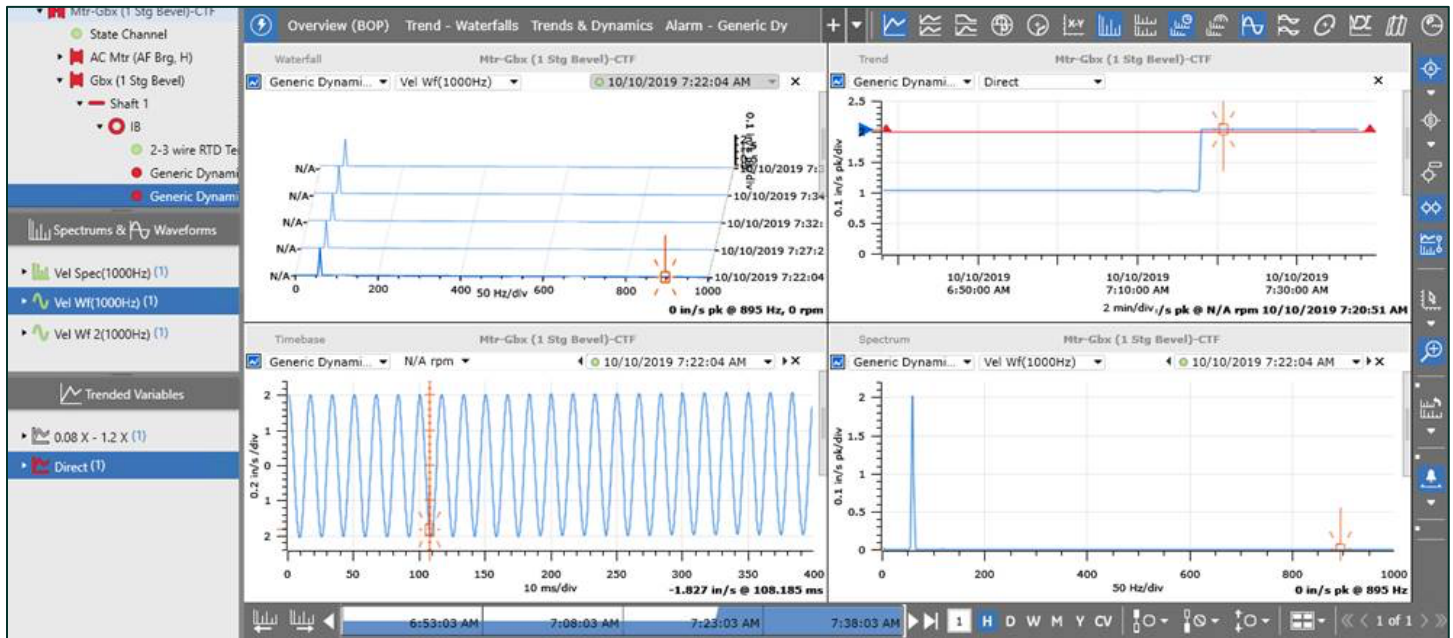 Mtr-Gbx (1 Stg Bevel)-CTF
State Channel
AC Mtr (AF Brg, H)
Gbx (1 Stg Bevel)
Shaft 1
IB
2-3 wire RTD Te
Generic Dynami
Generic Dynami
Spectrums & Waveforms
Vel Spec(1000Hz) (1)
Vel Wf(1000Hz) (1)
Vel Wf 2(1000Hz) (1)
Trended Variables
0.08 X - 1.2 X (1)
Direct (1)
Overview (BOP) Trend - Waterfalls Trends & Dynamics Alarm - Generic Dy
X-Y
Waterfall Mtr-Gbx (1 Stg Bevel)-CTF
Generic Dynami... Vel Wf(1000Hz) 10/10/2019 7:22:04 AM
0.1 in/s
N/A 10/10/2019 7:3
N/A 10/10/2019 7:34
N/A 10/10/2019 7:32:
N/A 10/10/2019 7:27:2
N/A 10/10/2019 7:22:04
0 200 400 600 800 1000
50 Hz/div
0 in/s pk @ 895 Hz, 0 rpm
Trend Mtr-Gbx (1 Stg Bevel)-CTF
Generic Dynami... Direct
0.1 in/s pk/div
2.5
1.5
1
0.5
0
10/10/2019 10/10/2019 10/10/2019
6:50:00 AM 7:10:00 AM 7:30:00 AM
2 min/div /s pk @ N/A rpm 10/10/2019 7:20:51 AM
Timebase Mtr-Gbx (1 Stg Bevel)-CTF
Generic Dynami... N/A rpm 10/10/2019 7:22:04 AM
0.2 in/s /div
2
1
0
1
2
0 50 100 150 200 250 300 350 400
10 ms/div
-1.827 in/s @ 108.185 ms
Spectrum Mtr-Gbx (1 Stg Bevel)-CTF
Generic Dynami... Vel Wf(1000Hz) 10/10/2019 7:22:04 AM
0.1 in/s pk/div
2
1.5
1
0.5
0
0 200 400 600 800 1000
50 Hz/div
0 in/s pk @ 895 Hz
6:53:03 AM 7:08:03 AM 7:23:03 AM 7:38:03 AM 1 H D W M Y CV 1 of 1